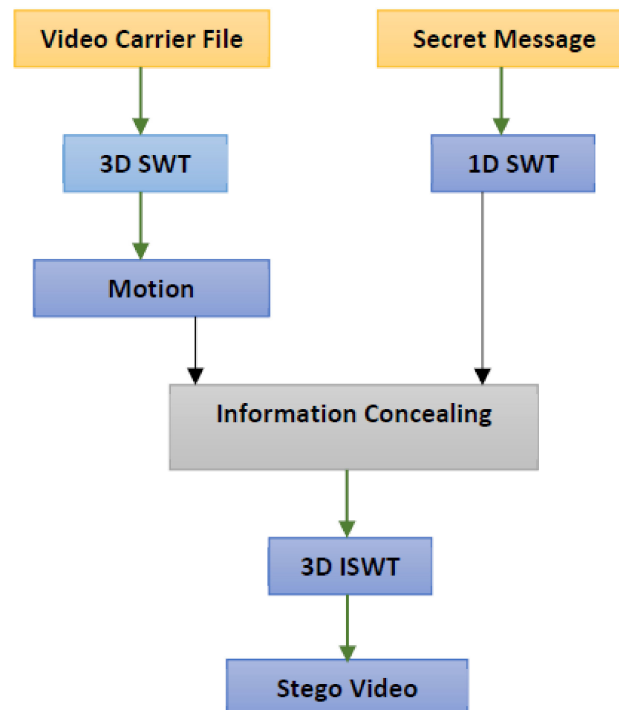 Video Carrier File
Secret Message
3D SWT
1D SWT
Motion
Information Concealing
3D ISWT
Stego Video